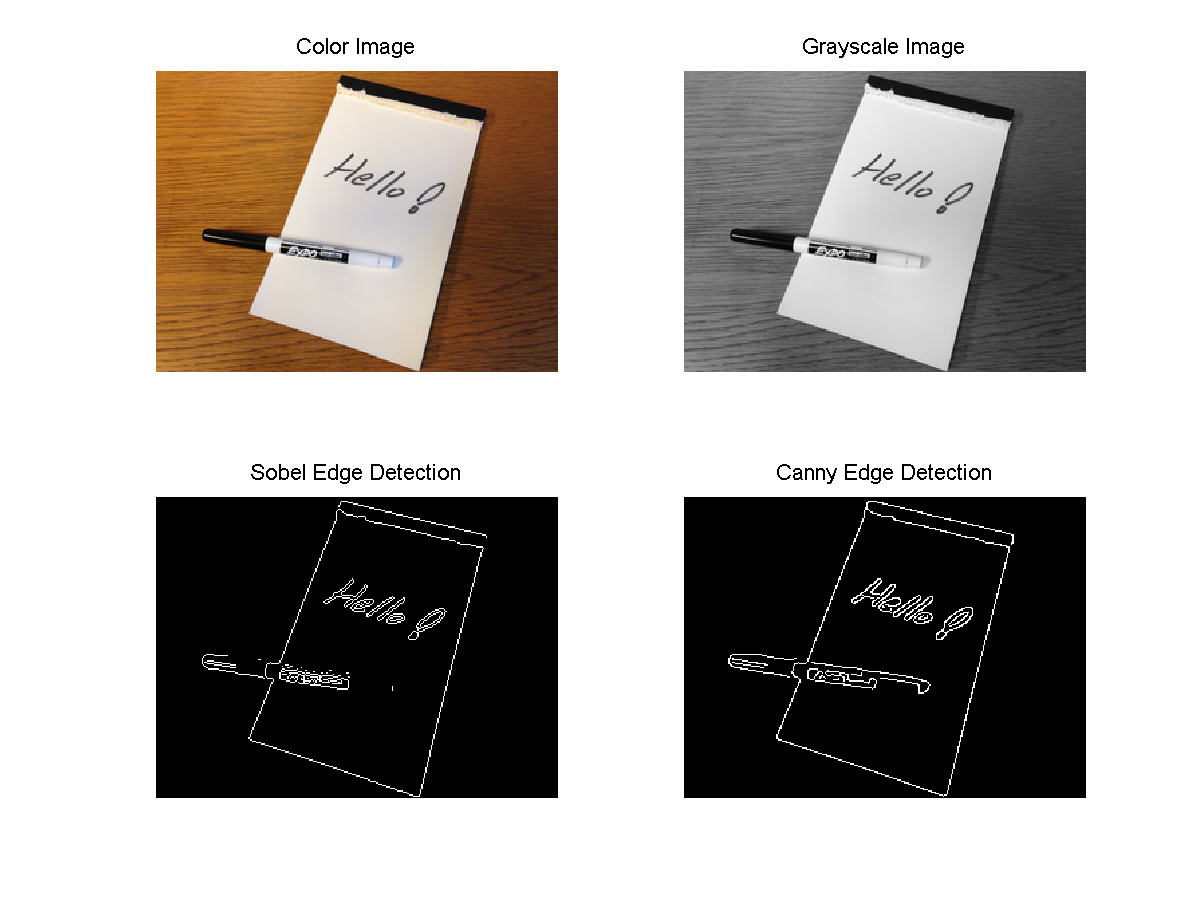 Color Image
Grayscale Image
Hello!
EXPO
Hello!
EXPO
Sobel Edge Detection
Canny Edge Detection
Hello!
Hello!